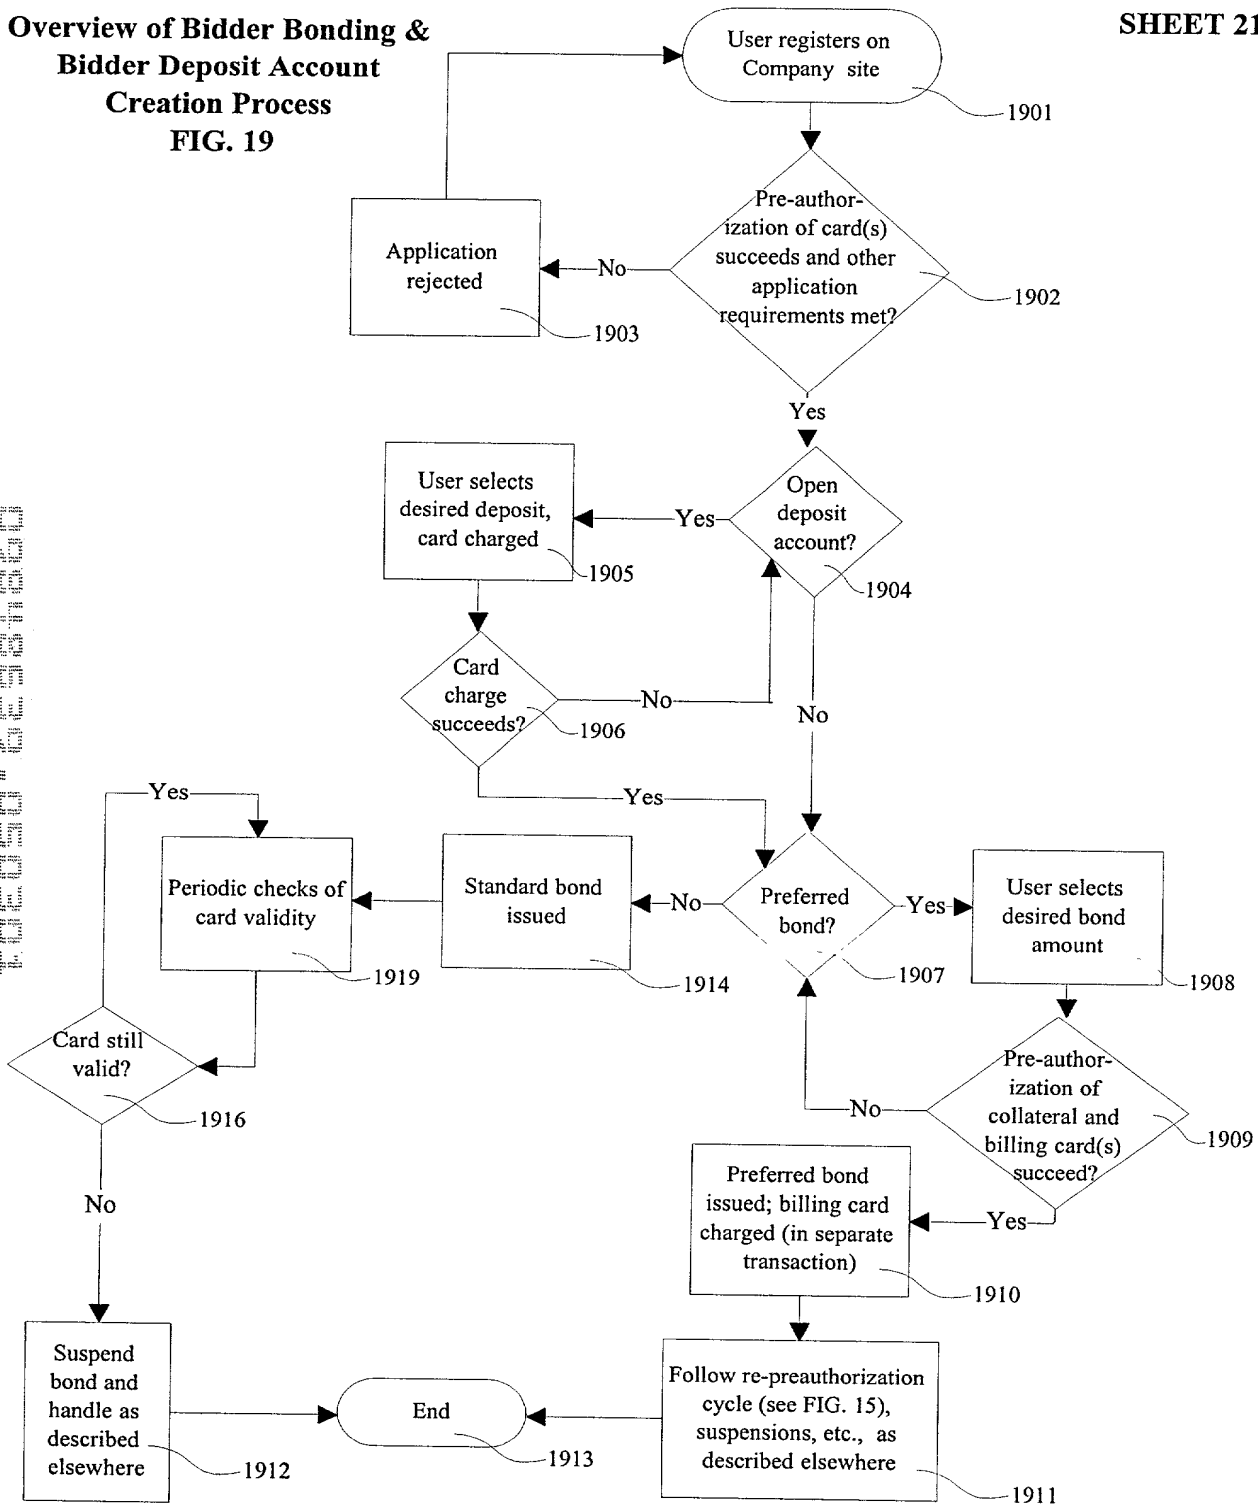 Overview of Bidder Bonding &
Bidder Deposit Account
Creation Process
FIG. 19
SHEET 21
User registers on
Company site
1901
Pre-author-
ization of card(s)
succeeds and other
application
requirements met?
1902
No
Application
rejected
1903
Yes
Open
deposit
account?
1904
Yes
User selects
desired deposit,
card charged
1905
Card
charge
succeeds?
1906
No
No
Yes
Yes
Periodic checks of
card validity
1919
Standard bond
issued
1914
No
Preferred
bond?
1907
Yes
User selects
desired bond
amount
1908
Card still
valid?
1916
Pre-author-
ization of
collateral and
billing card(s)
succeed?
1909
No
No
Yes
Preferred bond
issued; billing card
charged (in separate
transaction)
1910
Suspend
bond and
handle as
described
elsewhere
1912
End
1913
Follow re-preauthorization
cycle (see FIG. 15),
suspensions, etc., as
described elsewhere
1911